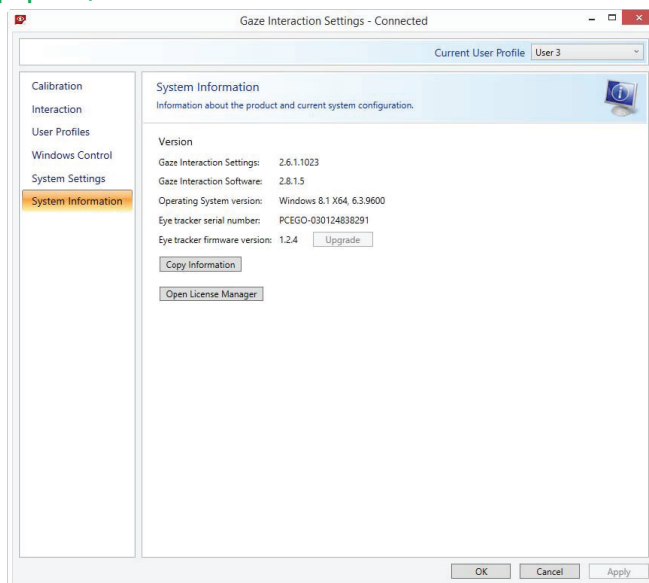 Gaze Interaction Settings - Connected
Current User Profile User 3
Calibration
Interaction
User Profiles
Windows Control
System Settings
System Information
System Information
Information about the product and current system configuration.
Version
Gaze Interaction Settings: 2.6.1.1023
Gaze Interaction Software: 2.8.1.5
Operating System version: Windows 8.1 X64, 6.3.9600
Eye tracker serial number: PCEGO-030124838291
Eye tracker firmware version: 1.2.4 Upgrade
Copy Information
Open License Manager
OK Cancel Apply